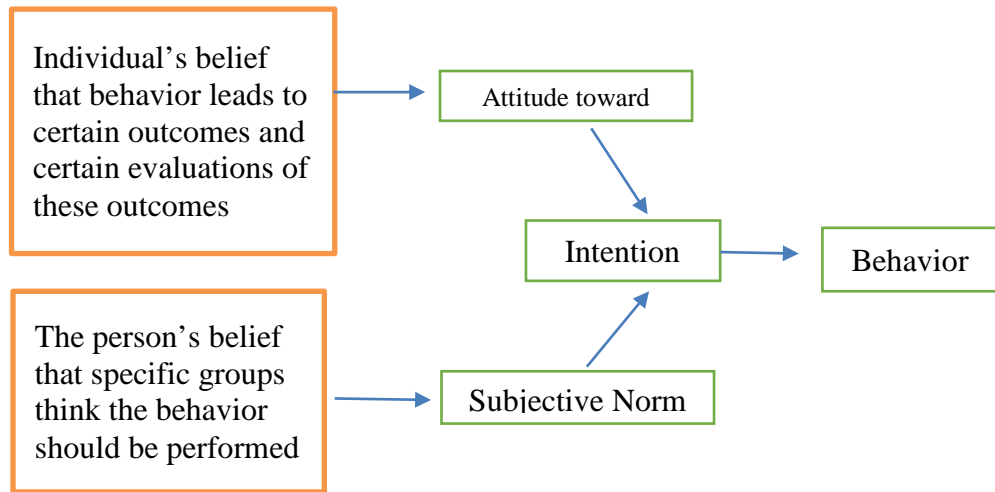 Individual’s belief
that behavior leads to
certain outcomes and
certain evaluations of
these outcomes
Attitude toward
Intention
Behavior
The person’s belief
that specific groups
think the behavior
should be performed
Subjective Norm